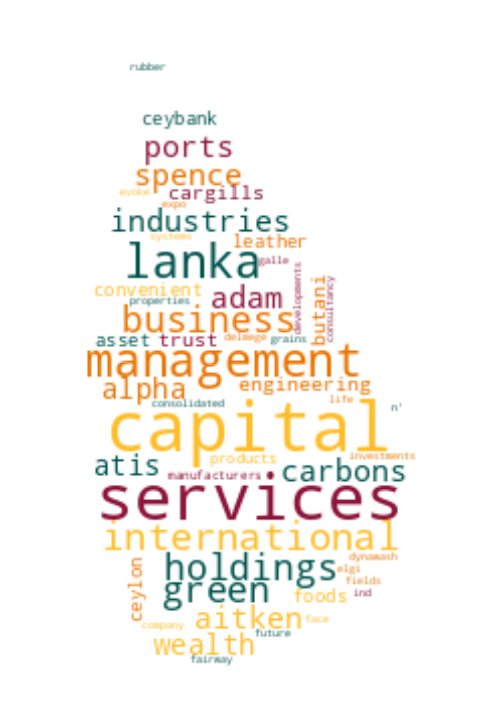 rubber
ceybank
ports
spence
evoke cargills
expo
industries
systems leather
lanka galle
convenient developments
properties adam butani consultancy
business
asset trust delmege grains
management
alpha engineering
consolidated life n'
capital
atis products investments
manufacturers carbons
services
international
holdings dynawash
ceylon green elgi
fields
foods ind
aitken face
company future
wealth
fairway